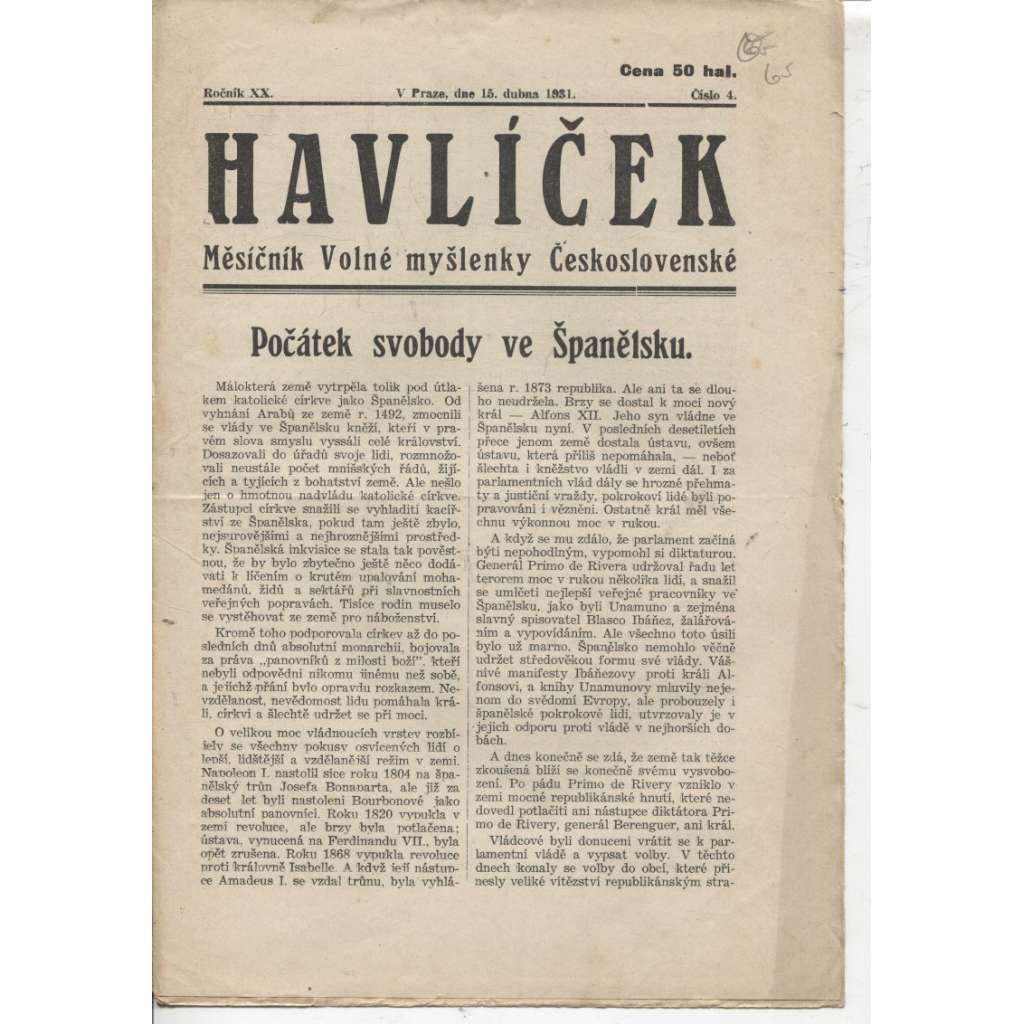 65
65
Cena 50 hal.
Ročník XX. V Praze, dne 15. dubna 1931. Číslo 4.
HAVLÍČEK
Měsíčník Volné myšlenky Československé
Počátek svobody ve Španělsku.
Málokterá země vytrpěla tolik pod útla-
kem katolické církve jako Španělsko. Od
vyhnání Arabů ze země r. 1492, zmocnili
se vlády ve Španělsku kněží, kteří v pra-
vém slova smyslu vyssáli celé království.
Dosazovali do úřadů svoje lidi, rozmnožo-
vali neustále počet mnišských řádů, žijí-
cích a tyjících z bohatství země. Ale nešlo
jen o hmotnou nadvládu katolické církve.
Zástupci církve snažili se vyhladiti kacíř-
ství ze Španělska, pokud tam ještě zbylo,
nejsurovějšími a nejhroznějšími prostřed-
ky. Španělská inkvisice se stala tak pověst-
nou, že by bylo zbytečno ještě něco dodá-
vati k líčením o krutém upalování moha-
medánů, židů a sektářů při slavnostních
veřejných popravách. Tisíce rodin muselo
se vystěhovat ze země pro náboženství.
Kromě toho podporovala církev až do po-
sledních dnů absolutní monarchii, bojovala
za práva „panovníků z milosti boží", kteří
nebyli odpovědni nikomu jinému než sobě,
a jejichž přání bylo opravdu rozkazem. Ne-
vzdělanost, nevědomost lidu pomáhala krá-
li, církvi a šlechtě udržet se při moci.
O velikou moc vládnoucích vrstev rozbí-
jely se všechny pokusy osvícených lidí o
lepší, lidštější a vzdělanější režim v zemi.
Napoleon I. nastolil sice roku 1804 na špa-
nělský trůn Josefa Bonaparta, ale již za
deset let byli nastoleni Bourbonové jako
absolutní panovníci. Roku 1820 vypukla v
zemi revoluce, ale brzy byla potlačena;
ústava, vynucená na Ferdinandu VII., byla
opět zrušena. Roku 1868 vypukla revoluce
proti královně Isabelle. A když její nástup-
ce Amadeus I. se vzdal trůnu, byla vyhlá-
šena r. 1873 republika. Ale ani ta se dlou-
ho neudržela. Brzy se dostal k moci nový
král — Alfons XII. Jeho syn vládne ve
Španělsku nyní. V posledních desetiletích
přece jenom země dostala ústavu, ovšem
ústavu, která příliš nepomáhala, — neboť
šlechta i kněžstvo vládli v zemi dál. I za
parlamentních vlád dály se hrozné přehma-
ty a justiční vraždy, pokrokoví lidé byli po-
pravováni i vězněni. Ostatně král měl vše-
chnu výkonnou moc v rukou.
A když se mu zdálo, že parlament začíná
býti nepohodlným, vypomohl si diktaturou.
Generál Primo de Rivera udržoval řadu let
terorem moc v rukou několika lidí, a snažil
se umlčeti nejlepší veřejné pracovníky ve
Španělsku, jako byli Unamuno a zejména
slavný spisovatel Blasco Ibáñez, žalářová-
ním a vypovídáním. Ale všechno toto úsilí
bylo už marno. Španělsko nemohlo věčně
udržet středověkou formu své vlády. Váš-
nivé manifesty Ibáñezovy proti králi Al-
fonsovi, a knihy Unamunovy mluvily neje-
nom do svědomí Evropy, ale probouzely i
španělské pokrokové lidi, utvrzovaly je v
jejich odporu proti vládě v nejhorších do-
bách.
A dnes konečně se zdá, že země tak těžce
zkoušená blíží se konečně svému vysvobo-
zení. Po pádu Primo de Rivery vzniklo v
zemi mocné republikánské hnutí, které ne-
dovedl potlačiti ani nástupce diktátora Pri-
mo de Rivery, generál Berenguer, ani král.
Vládcové byli donuceni vrátit se k par-
lamentní vládě a vypsat volby. V těchto
dnech konaly se volby do obcí, které při-
nesly veliké vítězství republikánským stra-